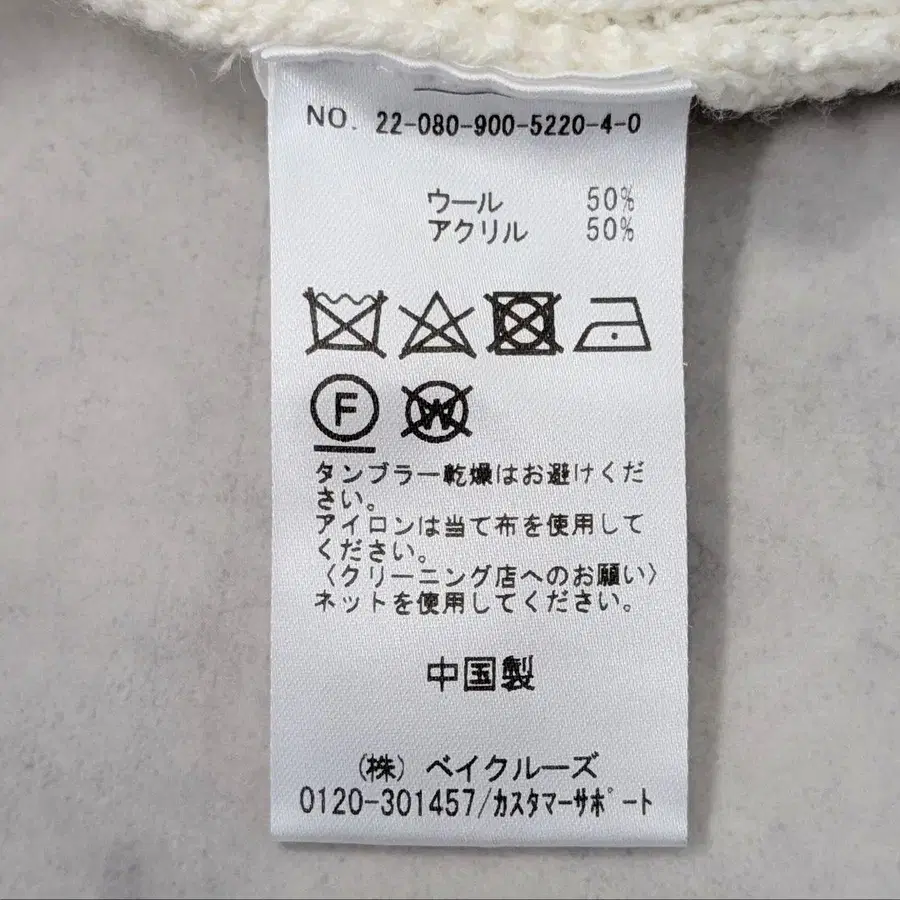 NO. 22-080-900-5220-4-0
ウール 50%
アクリル 50%
F
W
タンブラー乾燥はお避けくだ
さい。
アイロンは当て布を使用して
ください。
〈クリーニング店へのお願い〉
ネットを使用してください。
中国製
(株) ベイクルーズ
0120-301457/カスタマーサポート